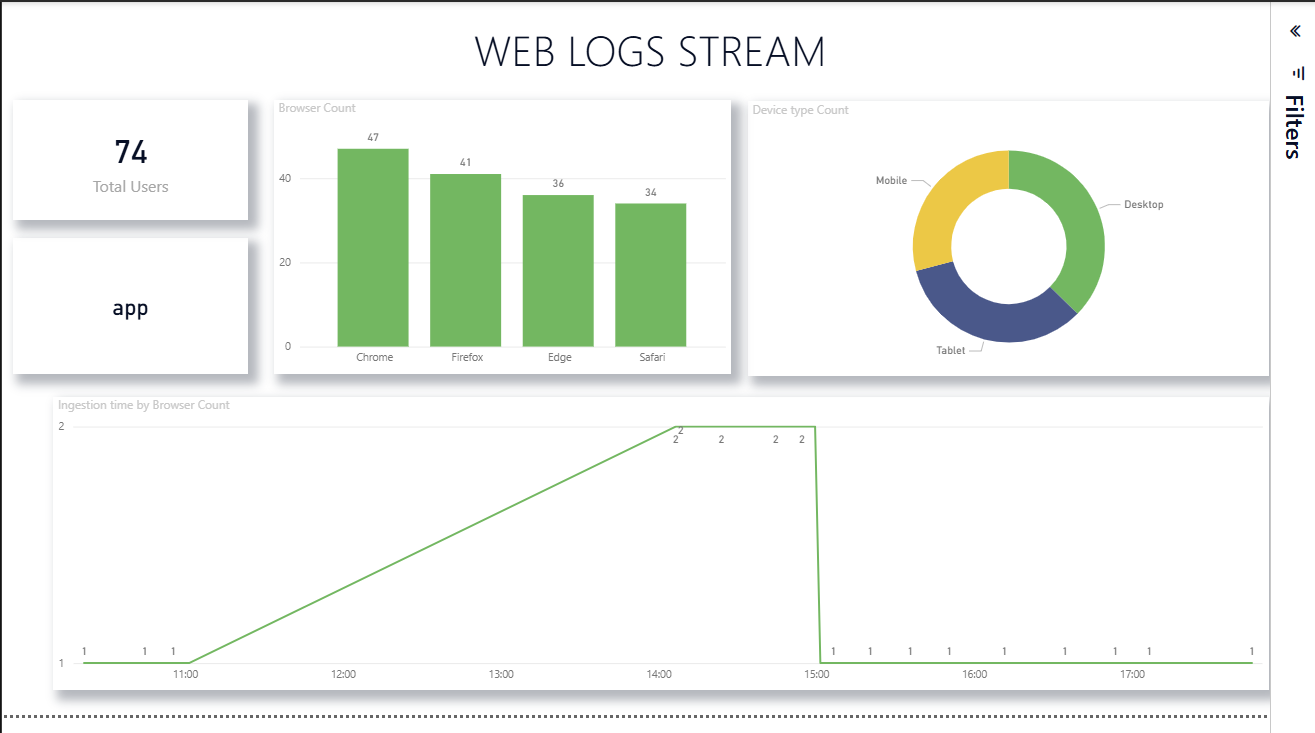 WEB LOGS STREAM
Filters
74
Total Users
app
Browser Count
47
41
36
34
40
20
0
Chrome
Firefox
Edge
Safari
Device type Count
Mobile
Desktop
Tablet
Ingestion time by Browser Count
2
2
2
2
2
2
1
1
1
1
1
1
1
1
1
1
1
1
1
11:00
12:00
13:00
14:00
15:00
16:00
17:00